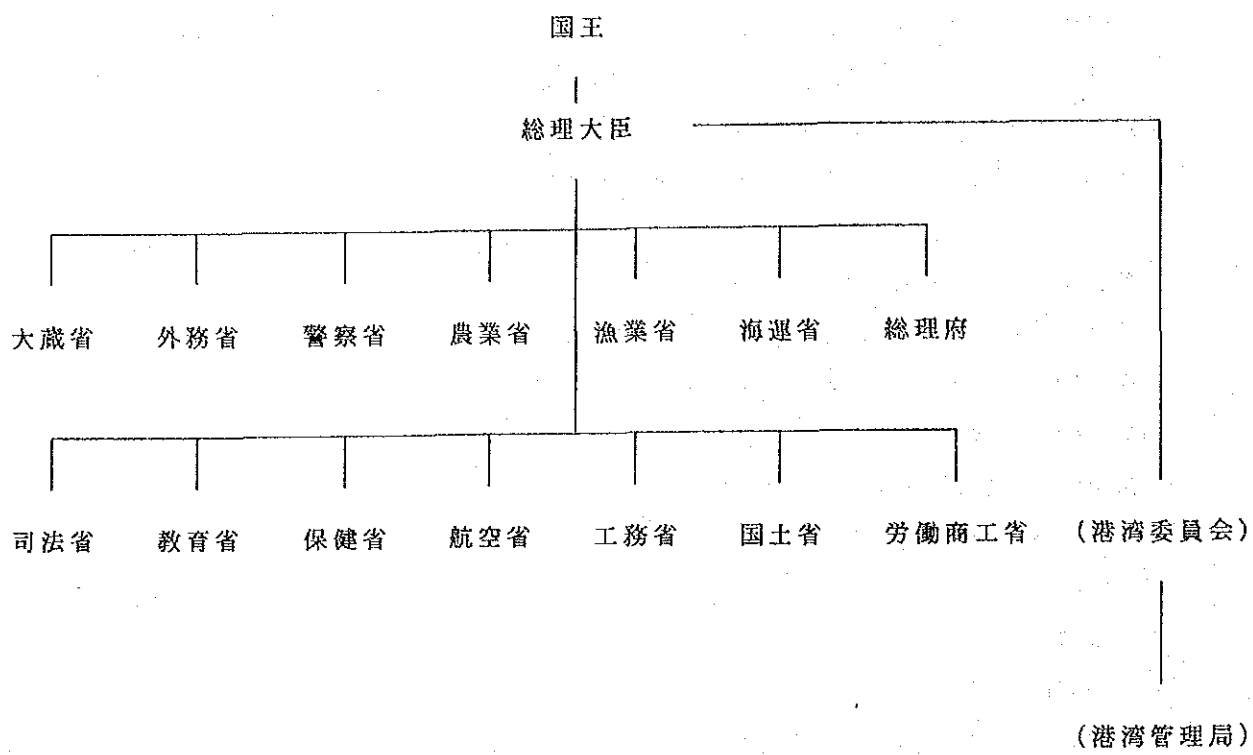 国王
総理大臣
大蔵省 外務省 警察省 農業省 漁業省 海運省 総理府
司法省 教育省 保健省 航空省 工務省 国土省 労働商工省 (港湾委員会)
(港湾管理局)